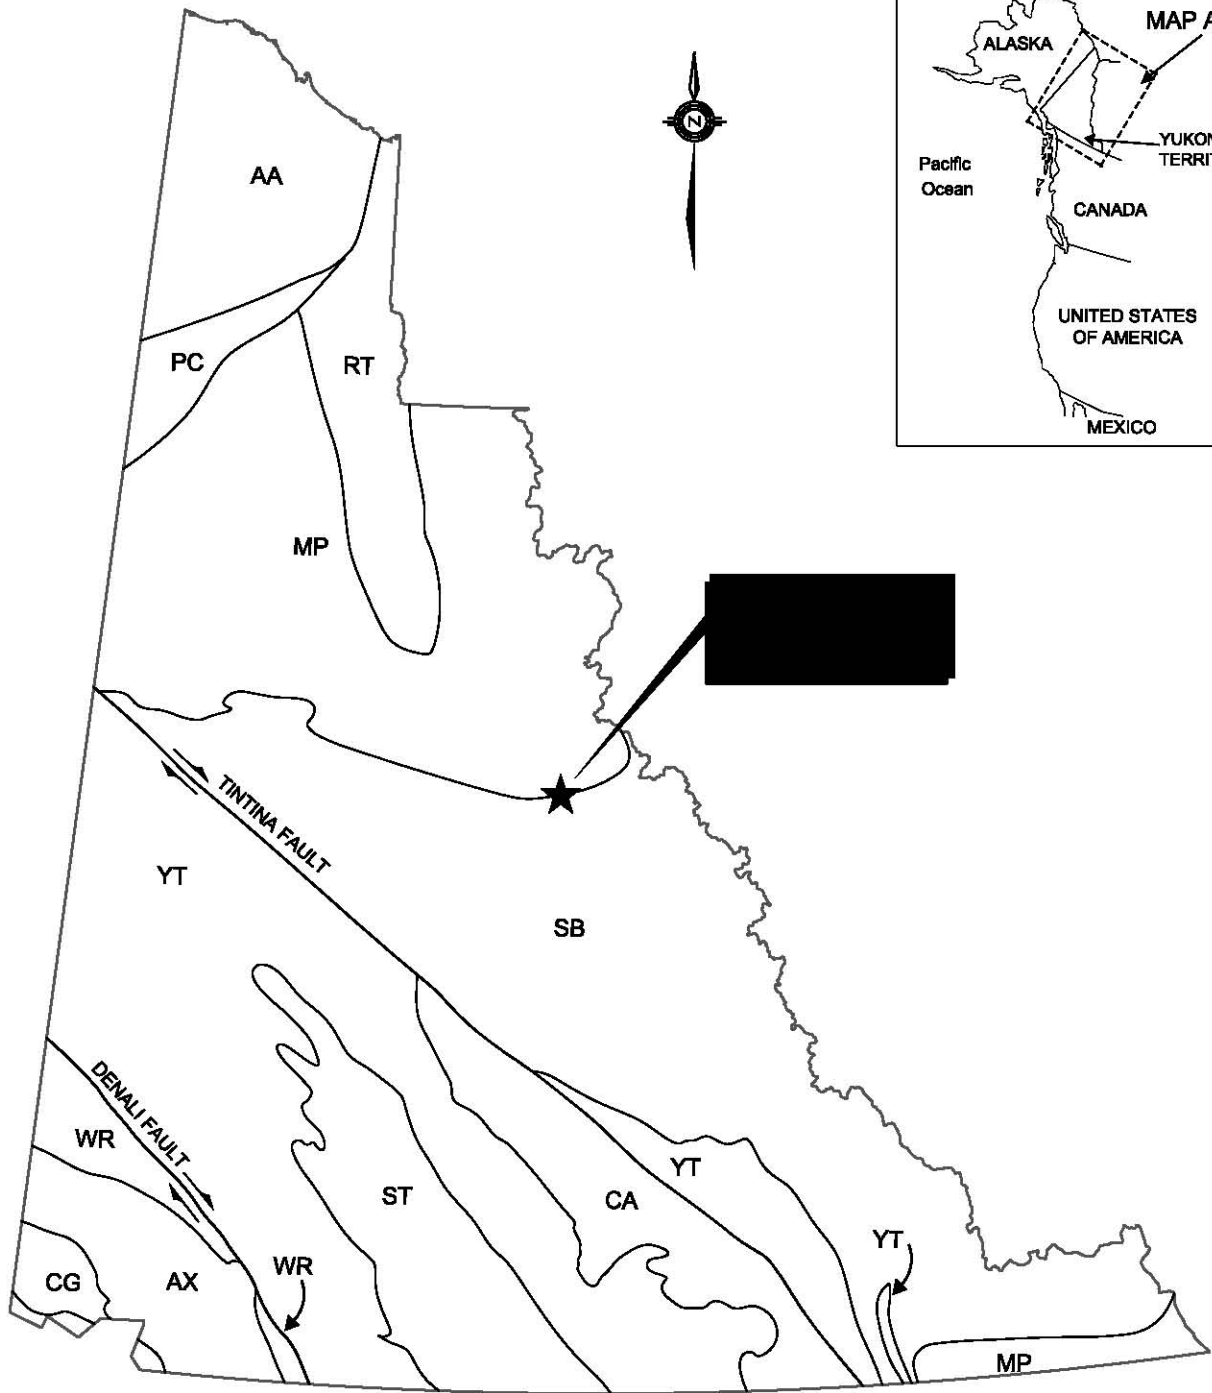 MAP A
ALASKA
YUKON
TERRIT
Pacific
Ocean
CANADA
UNITED STATES
OF AMERICA
MEXICO
N
AA
PC
RT
MP
TINTINA FAULT
YT
SB
DENALI FAULT
WR
ST
CA
YT
YT
CG
AX
WR
MP